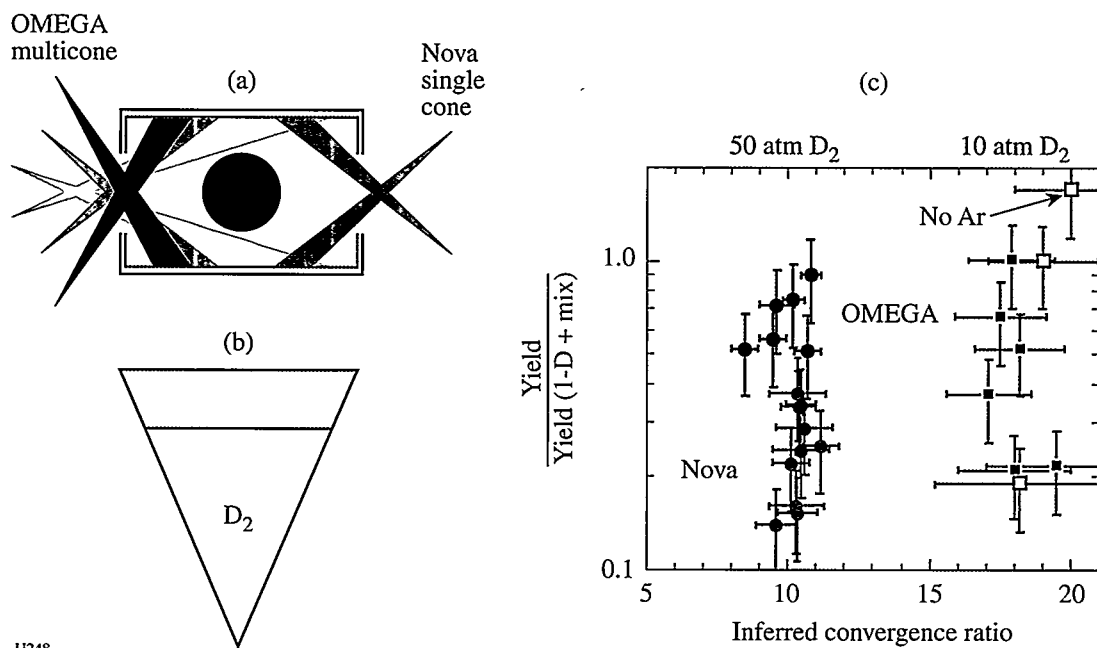 OMEGA
multicone
(a)
Nova
single
cone
(b)
D₂
(c)
50 atm D₂
10 atm D₂
No Ar
OMEGA
Nova
Yield
Yield (1-D + mix)
1.0
0.1
5
10
15
20
Inferred convergence ratio